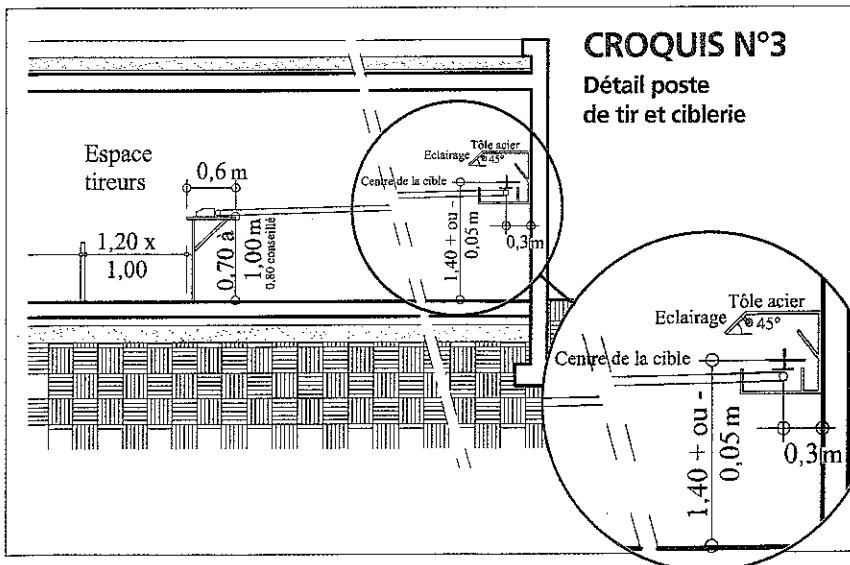 CROQUIS N°3
Détail poste
de tir et ciblerie
Espace
tireurs
0,6 m
1,20 x
1,00
0,70 à
1,00 m
0,80 conseillé
Tôle acier
Eclairage
45°
Centre de la cible
1,40 + ou -
0,05 m
0,3 m
Tôle acier
Eclairage
45°
Centre de la cible
1,40 + ou -
0,05 m
0,3 m